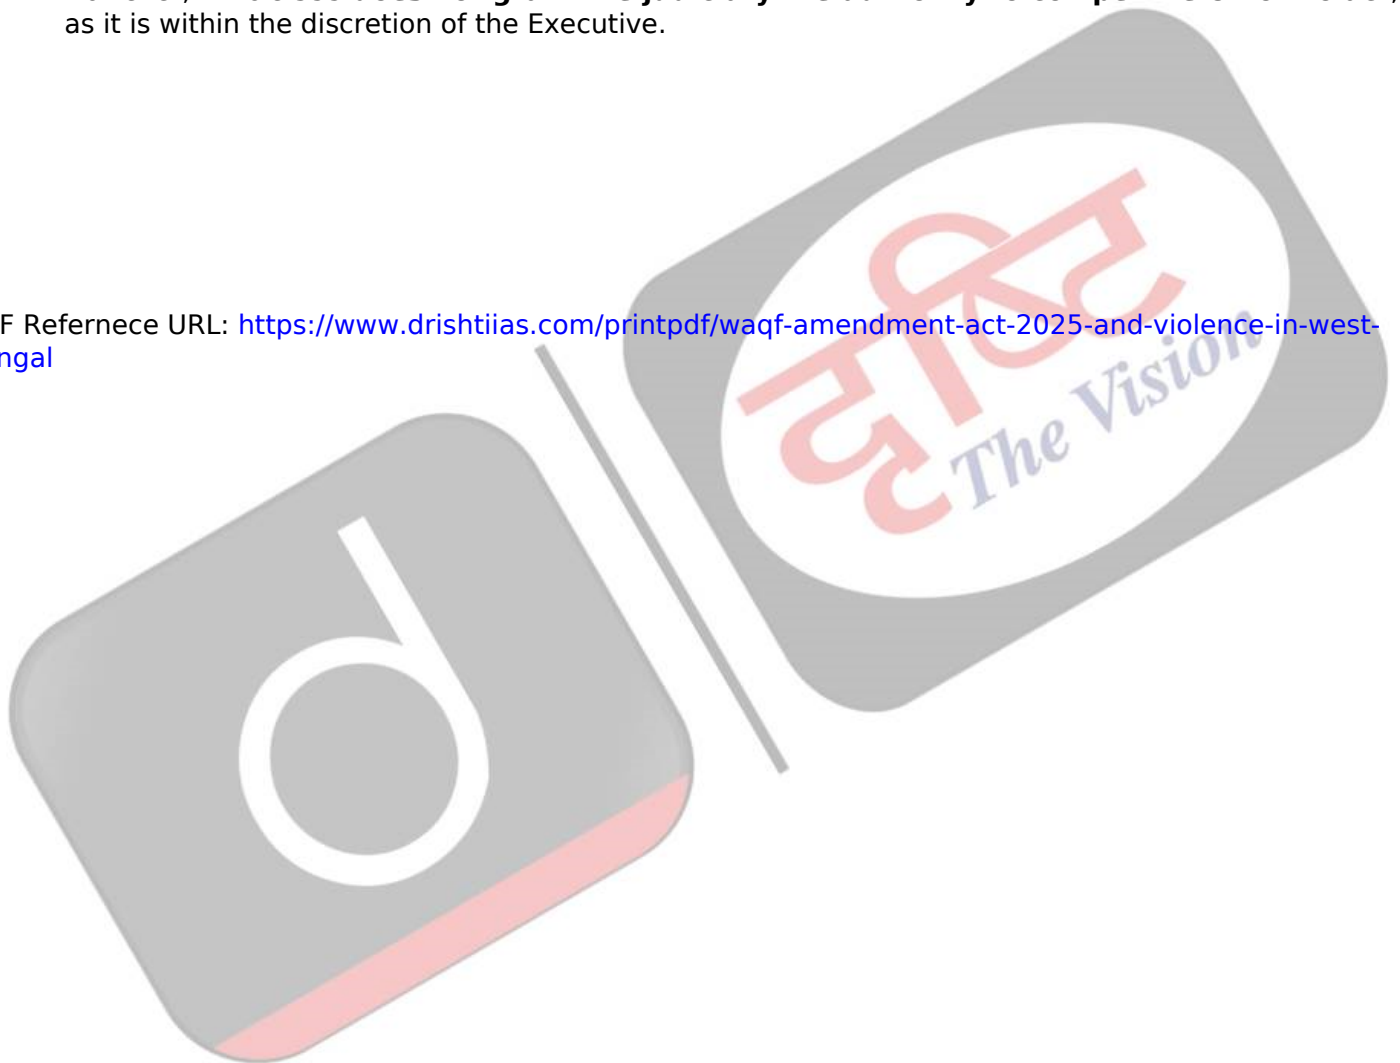 as it is within the discretion of the Executive.
F Refernece URL: https://www.drishtiias.com/printpdf/waqf-amendment-act-2025-and-violence-in-west-
ngal
दृष्टि
The Vision
d